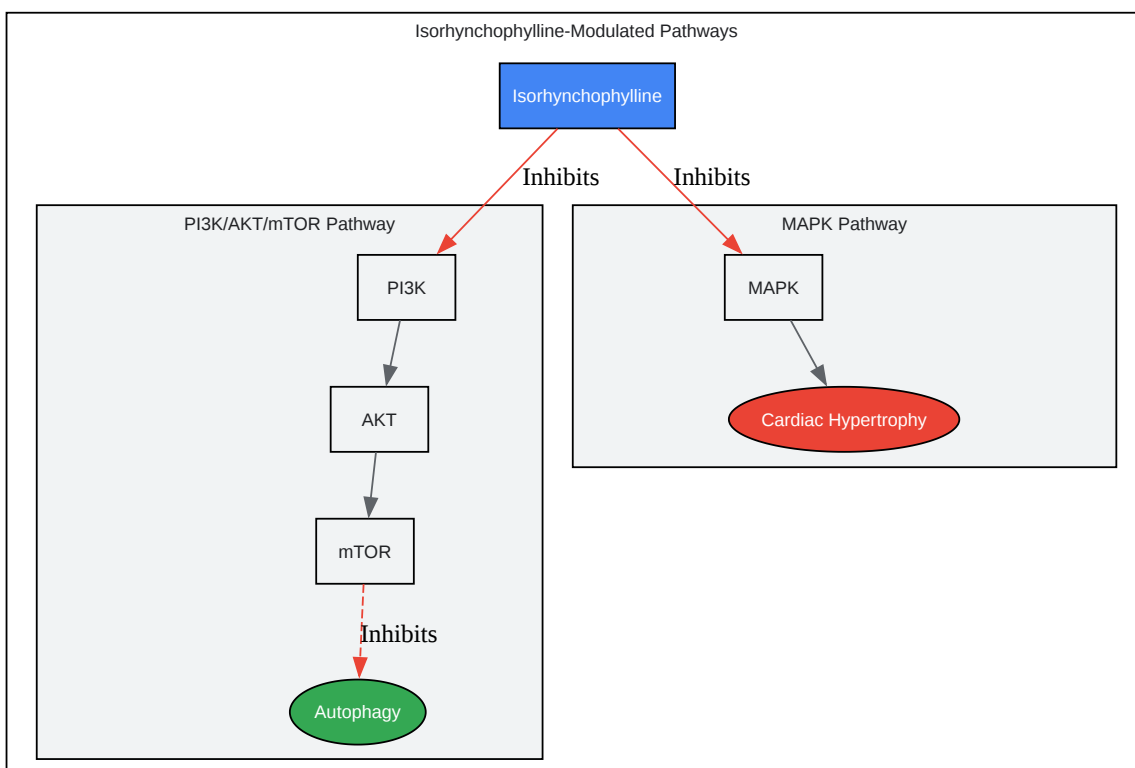 Isorhynchophylline-Modulated Pathways
Isorhynchophylline
Inhibits
Inhibits
PI3K/AKT/mTOR Pathway
MAPK Pathway
PI3K
MAPK
AKT
Cardiac Hypertrophy
mTOR
Inhibits
Autophagy